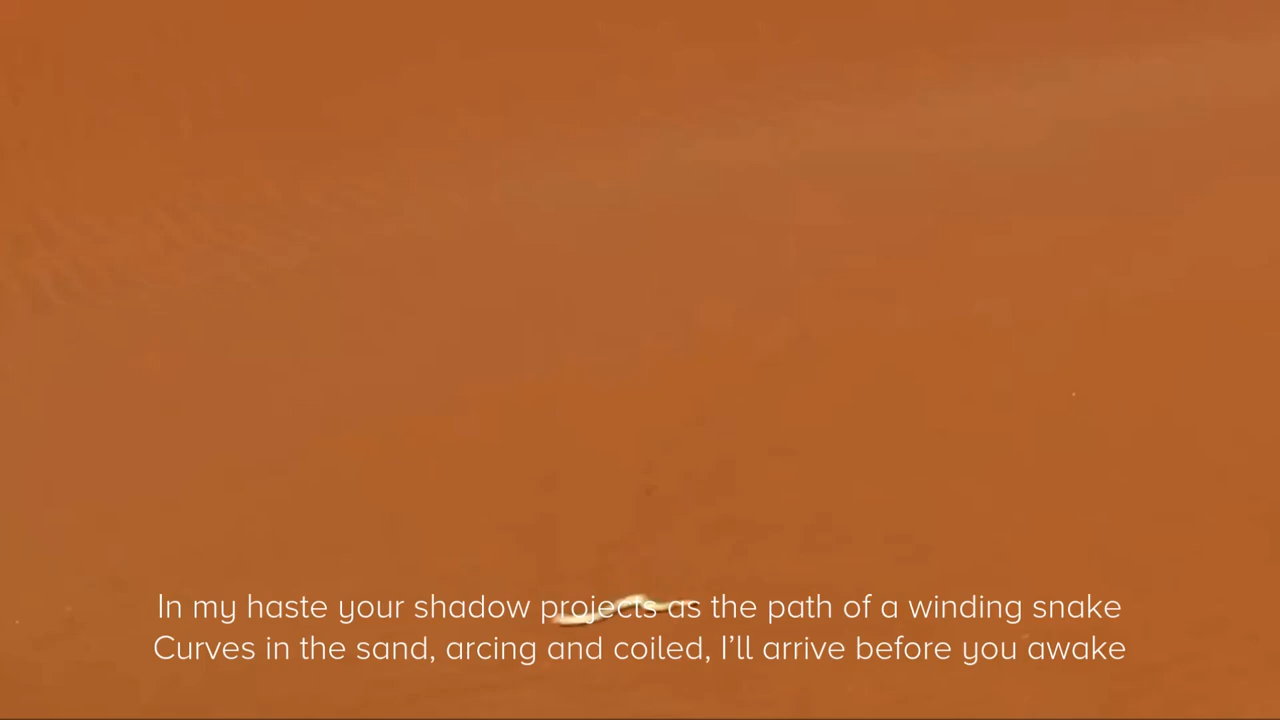 In my haste your shadow projects as the path of a winding snake
Curves in the sand, arcing and coiled, I’ll arrive before you awake